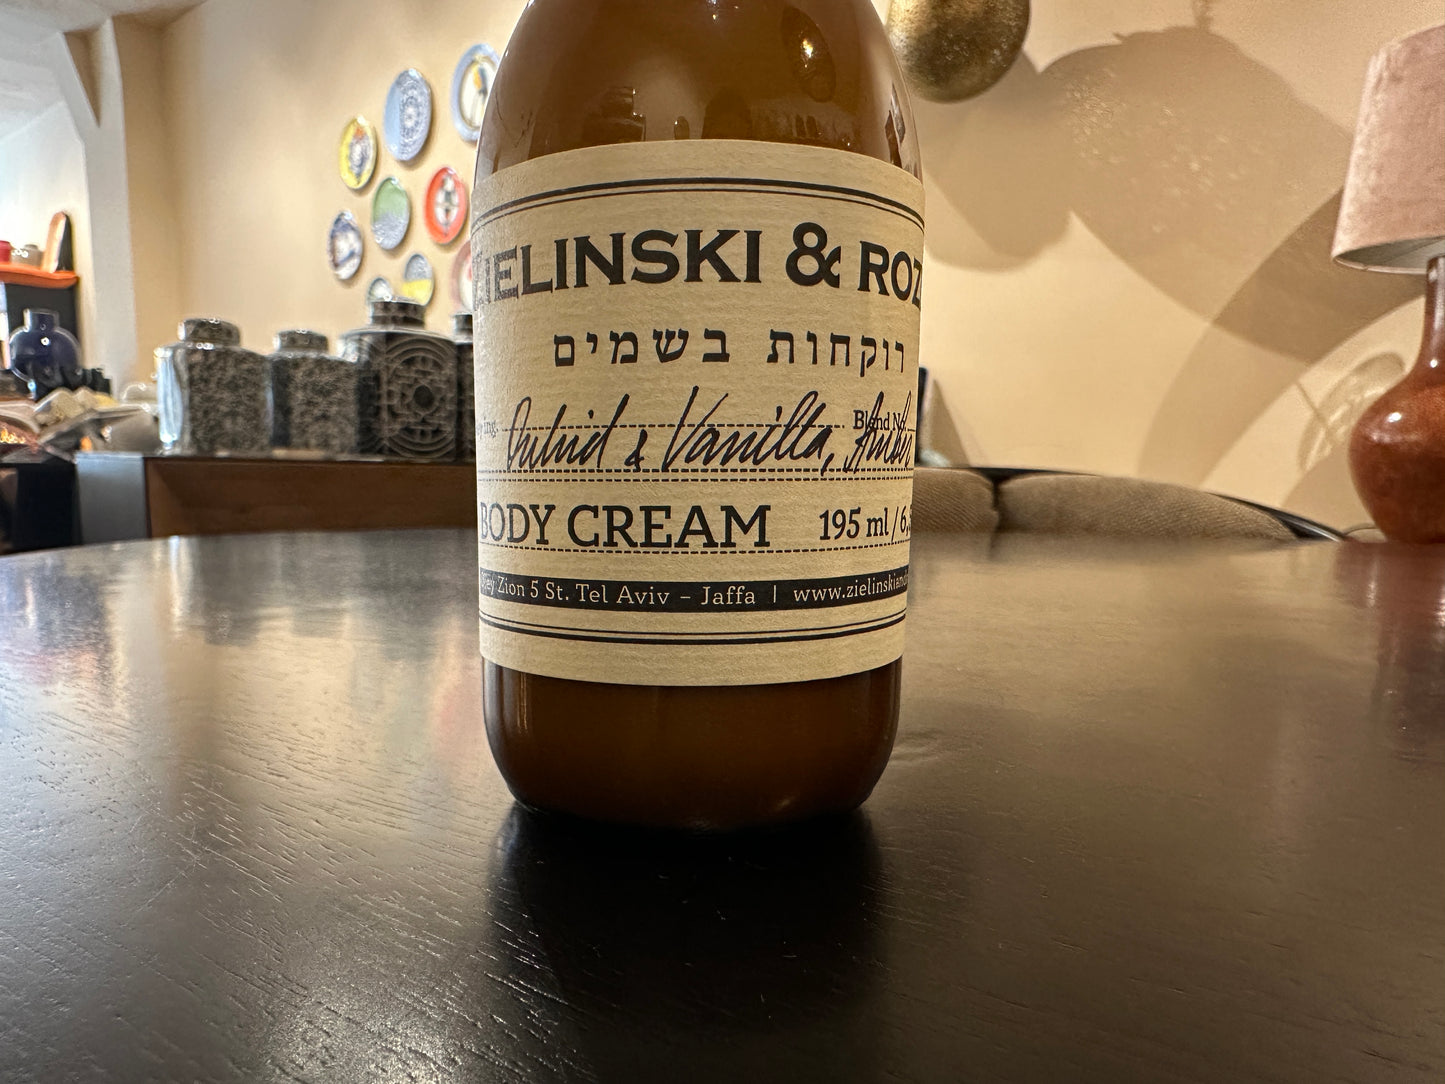 ZIELINSKI & ROZ
רוקחות בשמים
Blend No.
Orchid & Vanilla, Amber
BODY CREAM 195 ml / 6,
Zion 5 St. Tel Aviv – Jaffa | www.zielinskiand